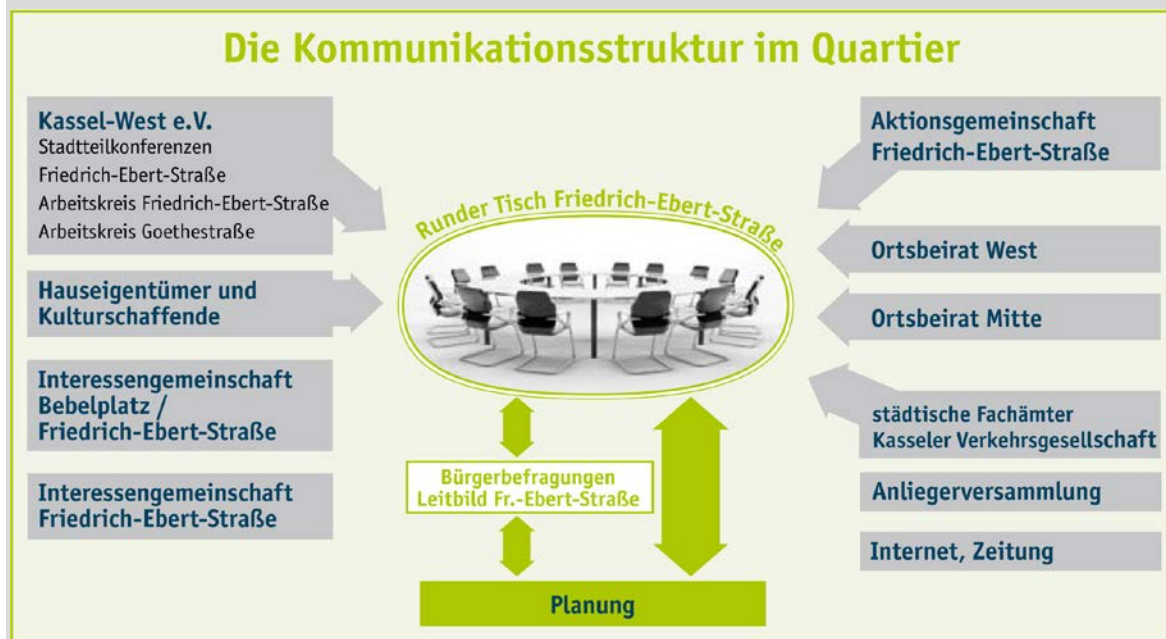 Die Kommunikationsstruktur im Quartier
Kassel-West e.V.
Stadtteilkonferenzen
Friedrich-Ebert-Straße
Arbeitskreis Friedrich-Ebert-Straße
Arbeitskreis Goethestraße
Hauseigentümer und
Kulturschaffende
Interessengemeinschaft
Bebelplatz /
Friedrich-Ebert-Straße
Interessengemeinschaft
Friedrich-Ebert-Straße
Runder Tisch Friedrich-Ebert-Straße
Bürgerbefragungen
Leitbild Fr.-Ebert-Straße
Planung
Aktionsgemeinschaft
Friedrich-Ebert-Straße
Ortsbeirat West
Ortsbeirat Mitte
städtische Fachämter
Kasseler Verkehrsgesellschaft
Anliegerversammlung
Internet, Zeitung